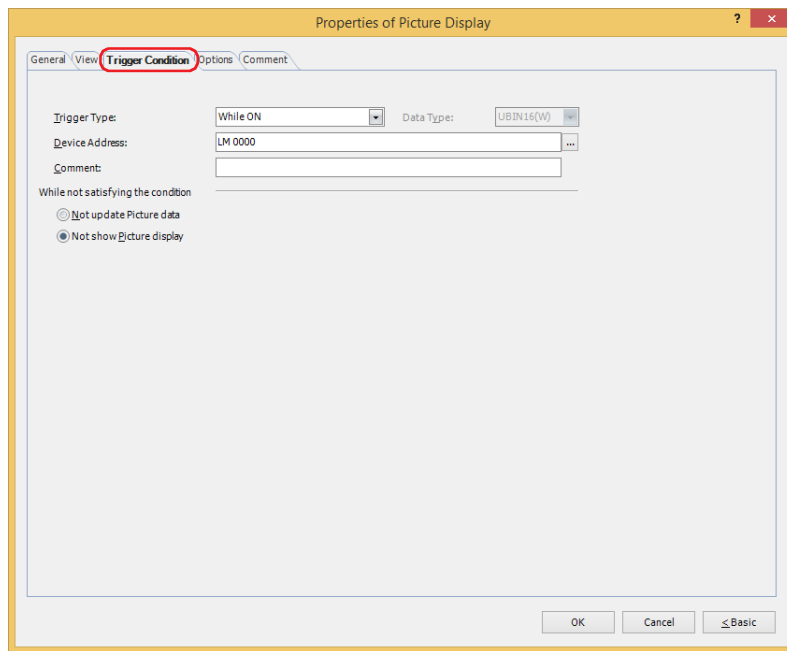 Properties of Picture Display ? ×
General View Trigger Condition Options Comment
Trigger Type: While ON Data Type: UBIN16(W)
Device Address: LM 0000 ...
Comment:
While not satisfying the condition
Not update Picture data
Not show Picture display
OK Cancel < Basic